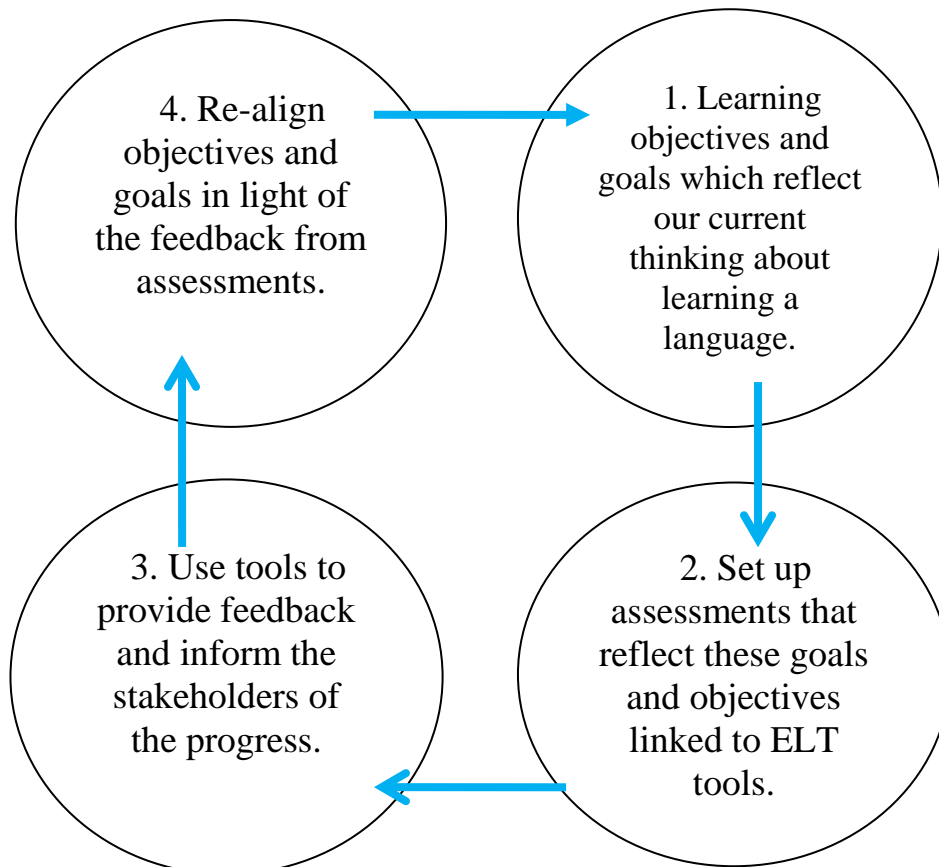 4. Re-align
objectives and
goals in light of
the feedback from
assessments.
1. Learning
objectives and
goals which reflect
our current
thinking about
learning a
language.
3. Use tools to
provide feedback
and inform the
stakeholders of
the progress.
2. Set up
assessments that
reflect these goals
and objectives
linked to ELT
tools.